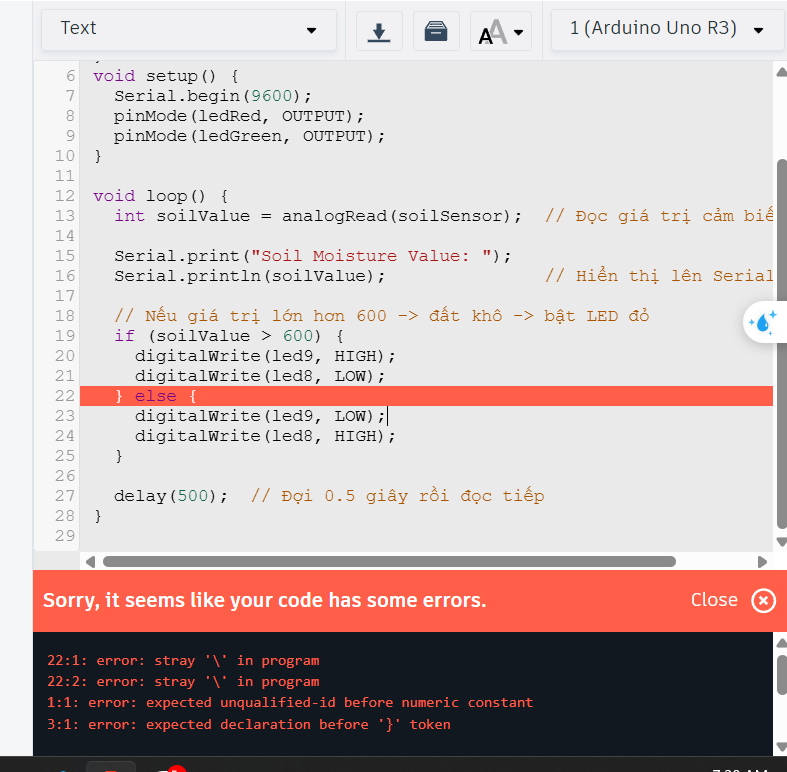 Text
1 (Arduino Uno R3)
6 void setup() {
7 Serial.begin(9600);
8 pinMode(ledRed, OUTPUT);
9 pinMode(ledGreen, OUTPUT);
10 }
11
12 void loop() {
13 int soilValue = analogRead(soilSensor); // Đọc giá trị cảm biế
14
15 Serial.print("Soil Moisture Value: ");
16 Serial.println(soilValue); // Hiển thị lên Serial
17
18 // Nếu giá trị lớn hơn 600 -> đất khô -> bật LED đỏ
19 if (soilValue > 600) {
20 digitalWrite(led9, HIGH);
21 digitalWrite(led8, LOW);
22 } else {
23 digitalWrite(led9, LOW);
24 digitalWrite(led8, HIGH);
25 }
26
27 delay(500); // Đợi 0.5 giây rồi đọc tiếp
28 }
29
Sorry, it seems like your code has some errors.
Close
22:1: error: stray '\' in program
22:2: error: stray '\' in program
1:1: error: expected unqualified-id before numeric constant
3:1: error: expected declaration before '}' token